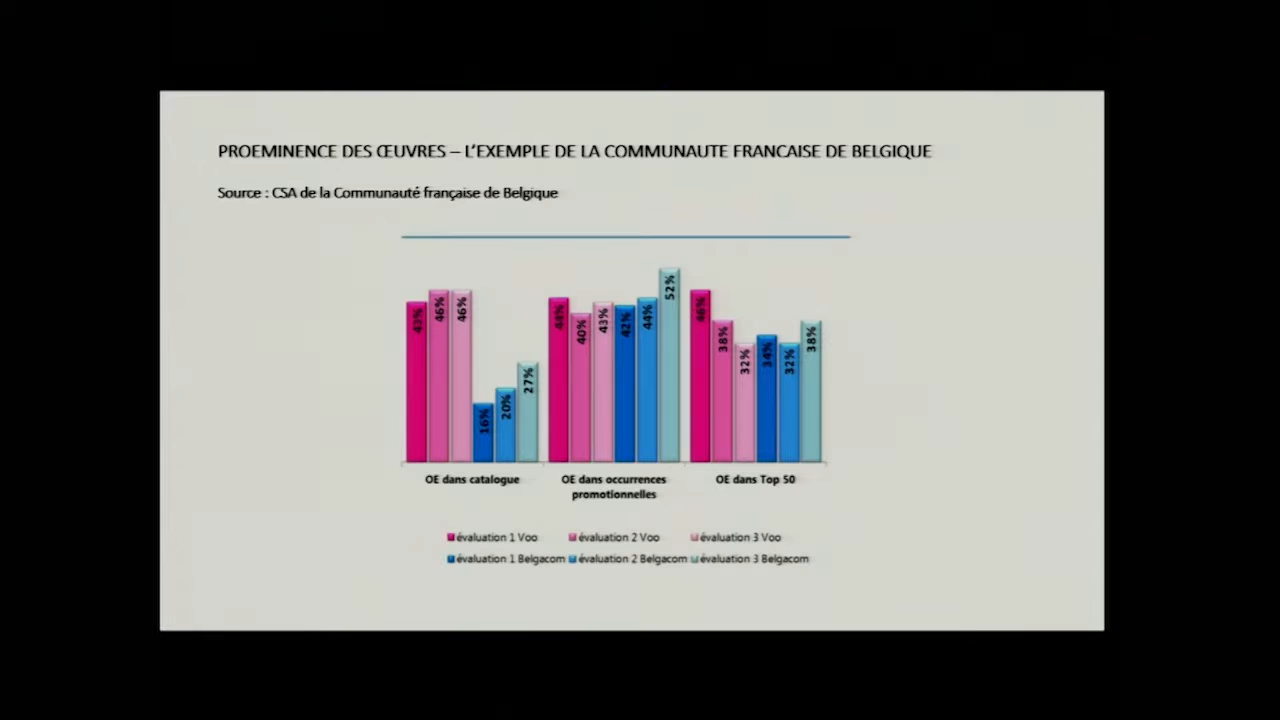 PROEMINENCE DES ŒUVRES – L'EXEMPLE DE LA COMMUNAUTE FRANCAISE DE BELGIQUE
Source : CSA de la Communauté française de Belgique
43% 46% 46% 16% 20% 27% 44% 40% 43% 42% 44% 52% 46% 38% 32% 34% 32% 38%
OE dans catalogue OE dans occurrences promotionnelles OE dans Top 50
évaluation 1 Voo évaluation 2 Voo évaluation 3 Voo
évaluation 1 Belgacom évaluation 2 Belgacom évaluation 3 Belgacom